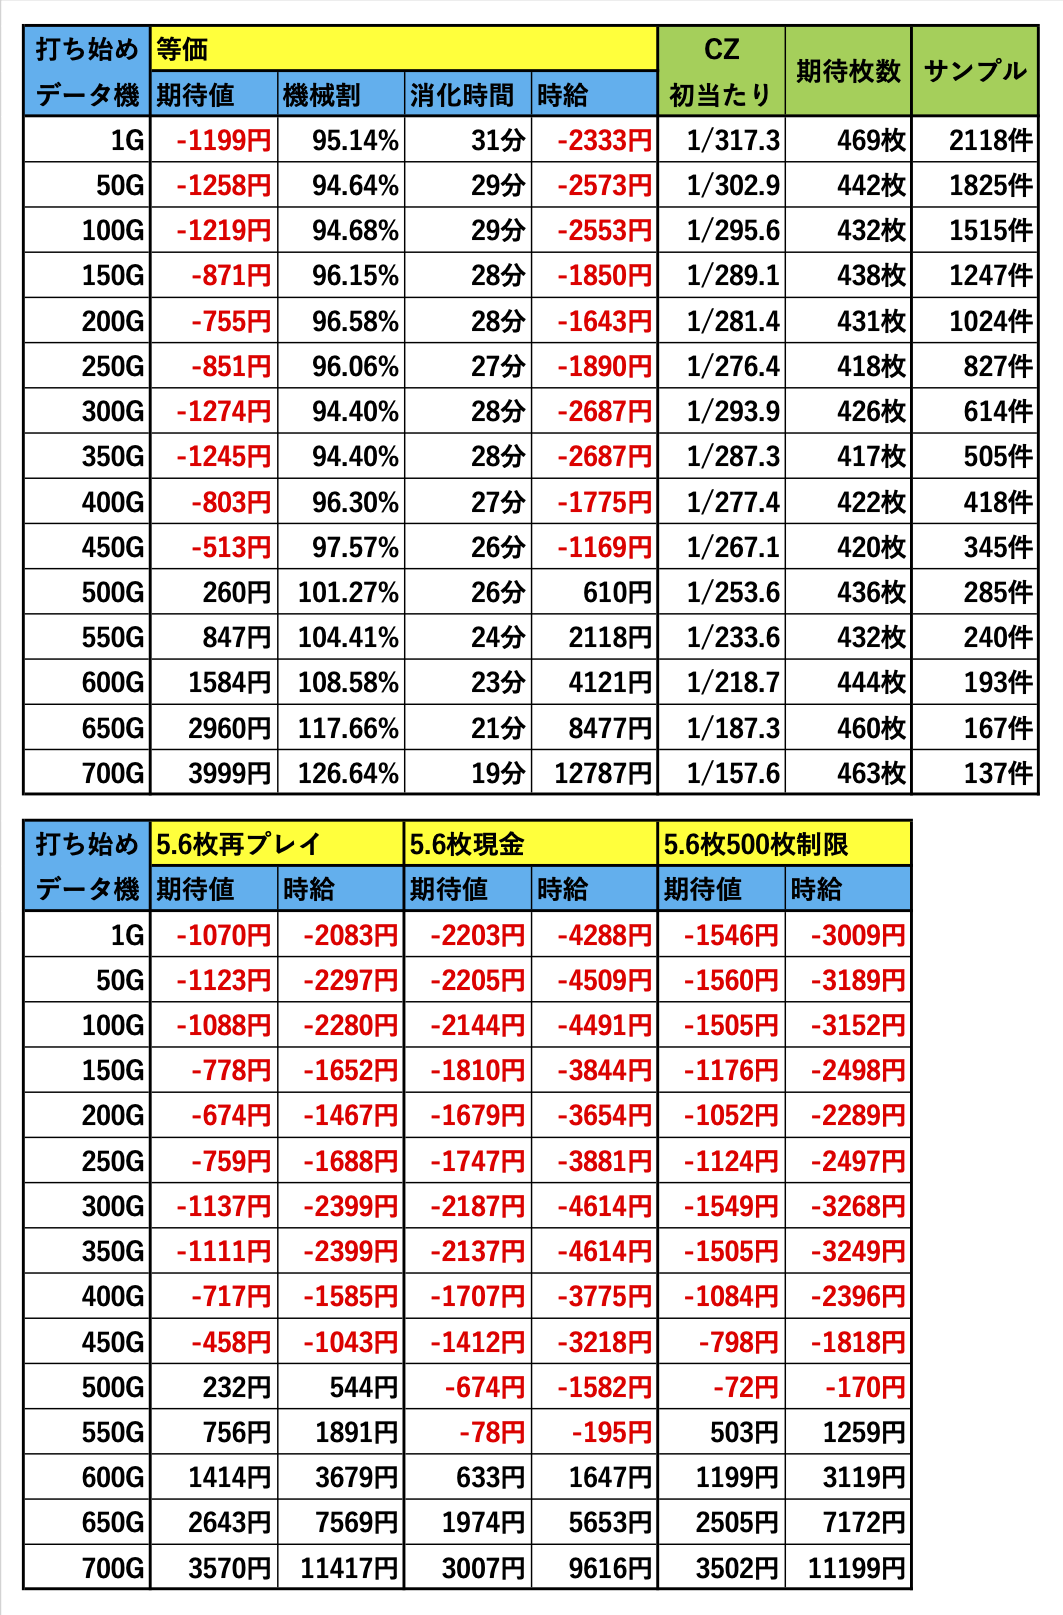 打ち始め 等価 CZ 期待枚数 サンプル
データ機 期待値 機械割 消化時間 時給 初当たり
1G -1199円 95.14% 31分 -2333円 1/317.3 469枚 2118件
50G -1258円 94.64% 29分 -2573円 1/302.9 442枚 1825件
100G -1219円 94.68% 29分 -2553円 1/295.6 432枚 1515件
150G -871円 96.15% 28分 -1850円 1/289.1 438枚 1247件
200G -755円 96.58% 28分 -1643円 1/281.4 431枚 1024件
250G -851円 96.06% 27分 -1890円 1/276.4 418枚 827件
300G -1274円 94.40% 28分 -2687円 1/293.9 426枚 614件
350G -1245円 94.40% 28分 -2687円 1/287.3 417枚 505件
400G -803円 96.30% 27分 -1775円 1/277.4 422枚 418件
450G -513円 97.57% 26分 -1169円 1/267.1 420枚 345件
500G 260円 101.27% 26分 610円 1/253.6 436枚 285件
550G 847円 104.41% 24分 2118円 1/233.6 432枚 240件
600G 1584円 108.58% 23分 4121円 1/218.7 444枚 193件
650G 2960円 117.66% 21分 8477円 1/187.3 460枚 167件
700G 3999円 126.64% 19分 12787円 1/157.6 463枚 137件
打ち始め 5.6枚再プレイ 5.6枚現金 5.6枚500枚制限
データ機 期待値 時給 期待値 時給 期待値 時給
1G -1070円 -2083円 -2203円 -4288円 -1546円 -3009円
50G -1123円 -2297円 -2205円 -4509円 -1560円 -3189円
100G -1088円 -2280円 -2144円 -4491円 -1505円 -3152円
150G -778円 -1652円 -1810円 -3844円 -1176円 -2498円
200G -674円 -1467円 -1679円 -3654円 -1052円 -2289円
250G -759円 -1688円 -1747円 -3881円 -1124円 -2497円
300G -1137円 -2399円 -2187円 -4614円 -1549円 -3268円
350G -1111円 -2399円 -2137円 -4614円 -1505円 -3249円
400G -717円 -1585円 -1707円 -3775円 -1084円 -2396円
450G -458円 -1043円 -1412円 -3218円 -798円 -1818円
500G 232円 544円 -674円 -1582円 -72円 -170円
550G 756円 1891円 -78円 -195円 503円 1259円
600G 1414円 3679円 633円 1647円 1199円 3119円
650G 2643円 7569円 1974円 5653円 2505円 7172円
700G 3570円 11417円 3007円 9616円 3502円 11199円